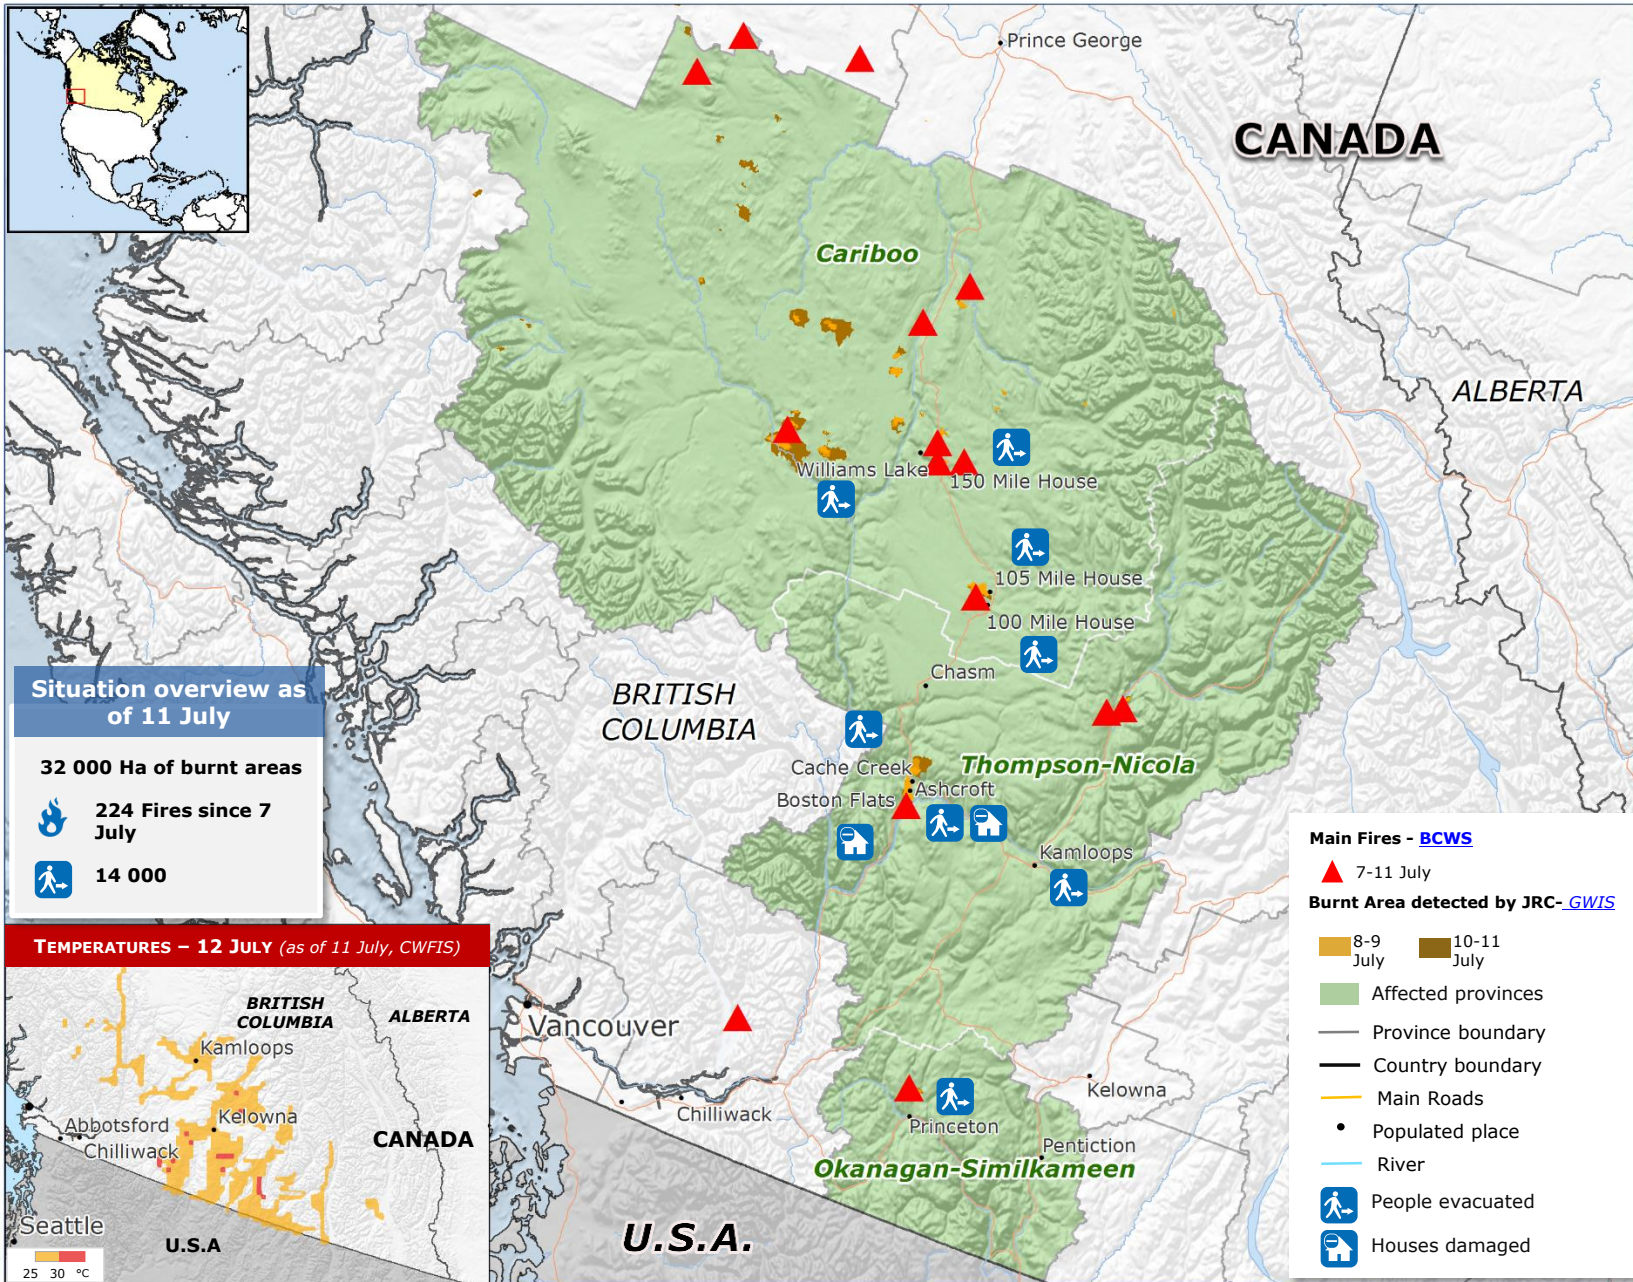 Prince George
CANADA
Cariboo
ALBERTA
Williams Lake
150 Mile House
105 Mile House
100 Mile House
Chasm
BRITISH
COLUMBIA
Cache Creek
Thompson-Nicola
Ashcroft
Boston Flats
Kamloops
Vancouver
Chilliwack
Kelowna
Princeton
Pentiction
Okanagan-Similkameen
U.S.A.
Situation overview as
of 11 July
32 000 Ha of burnt areas
224 Fires since 7
July
14 000
TEMPERATURES – 12 JULY (as of 11 July, CWFIS)
BRITISH
COLUMBIA
ALBERTA
Kamloops
Kelowna
Abbotsford
Chilliwack
CANADA
Seattle
U.S.A
25 30 °C
Main Fires - BCWS
7-11 July
Burnt Area detected by JRC- GWIS
8-9
July
10-11
July
Affected provinces
Province boundary
Country boundary
Main Roads
Populated place
River
People evacuated
Houses damaged